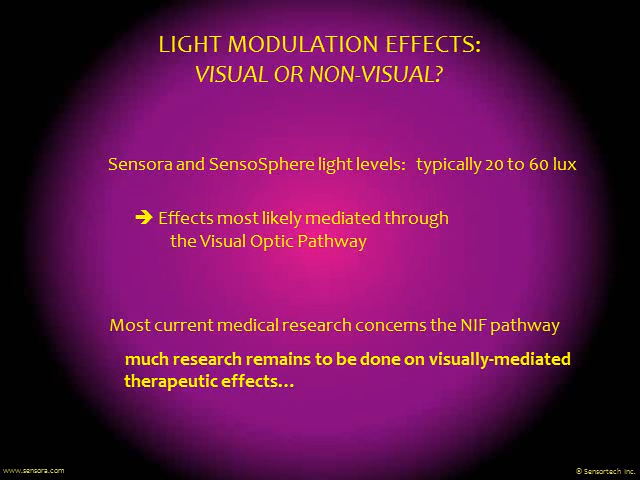 LIGHT MODULATION EFFECTS:
VISUAL OR NON-VISUAL?
Sensora and SensoSphere light levels: typically 20 to 60 lux
➔ Effects most likely mediated through
the Visual Optic Pathway
Most current medical research concerns the NIF pathway
much research remains to be done on visually-mediated
therapeutic effects…
www.sensora.com
© Sensortech Inc.